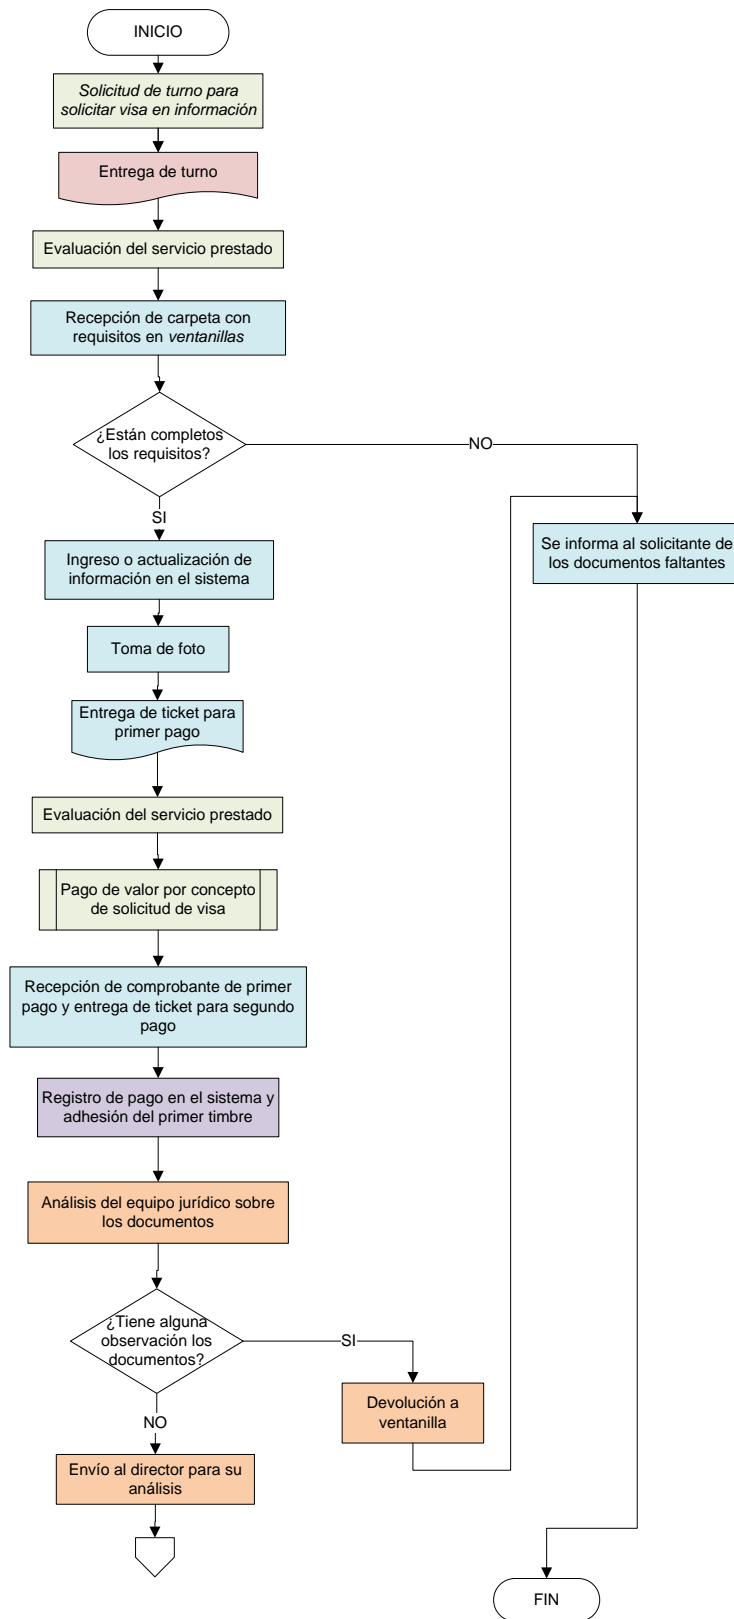 INICIO
Solicitud de turno para
solicitar visa en información
Entrega de turno
Evaluación del servicio prestado
Recepción de carpeta con
requisitos en ventanillas
¿Están completos
los requisitos?
NO
SI
Se informa al solicitante de
los documentos faltantes
Ingreso o actualización de
información en el sistema
Toma de foto
Entrega de ticket para
primer pago
Evaluación del servicio prestado
Pago de valor por concepto
de solicitud de visa
Recepción de comprobante de primer
pago y entrega de ticket para segundo
pago
Registro de pago en el sistema y
adhesión del primer timbre
Análisis del equipo jurídico sobre
los documentos
¿Tiene alguna
observación los
documentos?
SI
Devolución a
ventanilla
NO
Envío al director para su
análisis
FIN